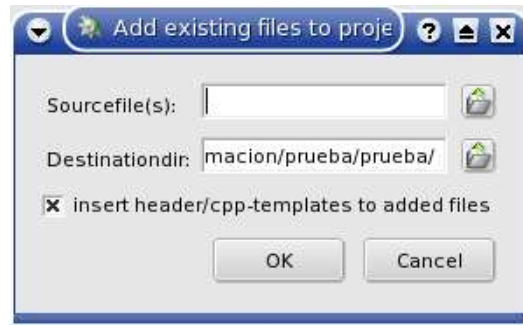 Add existing files to proje
Sourcefile(s):
Destinationdir: macion/prueba/prueba/
insert header/cpp-templates to added files
OK Cancel